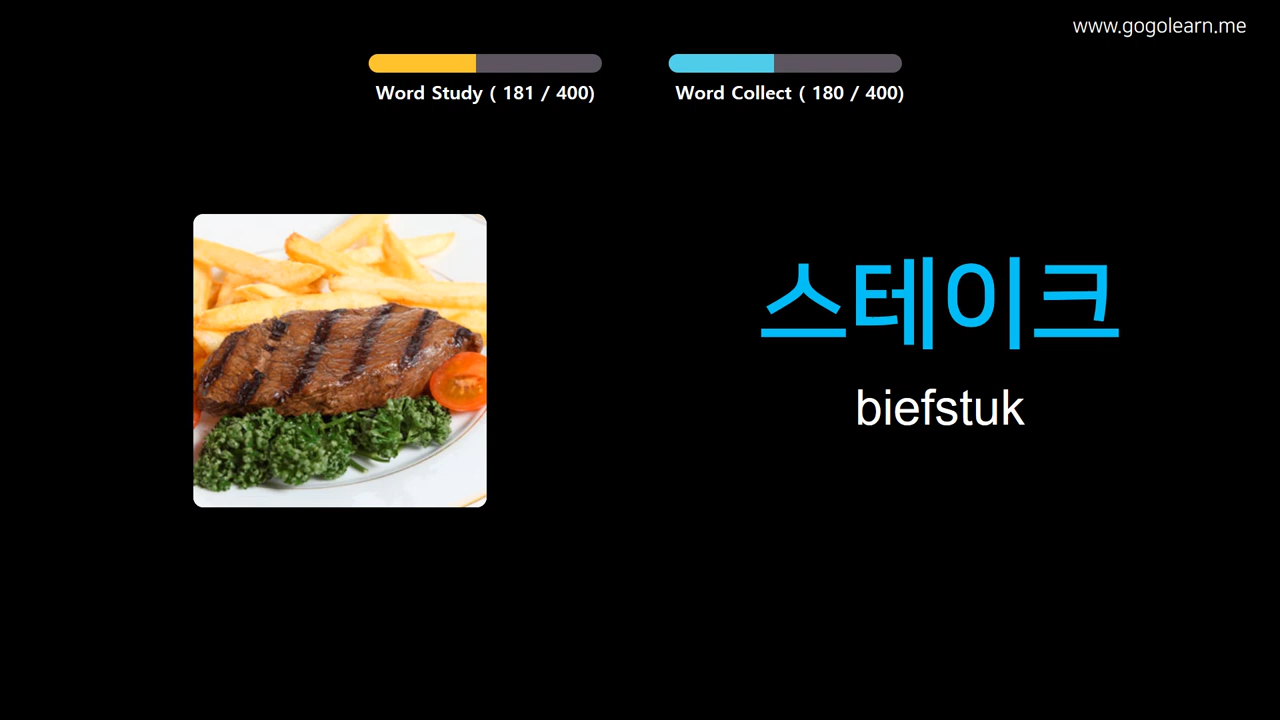 www.gogolearn.me
Word Study ( 181 / 400)
Word Collect ( 180 / 400)
스테이크
biefstuk